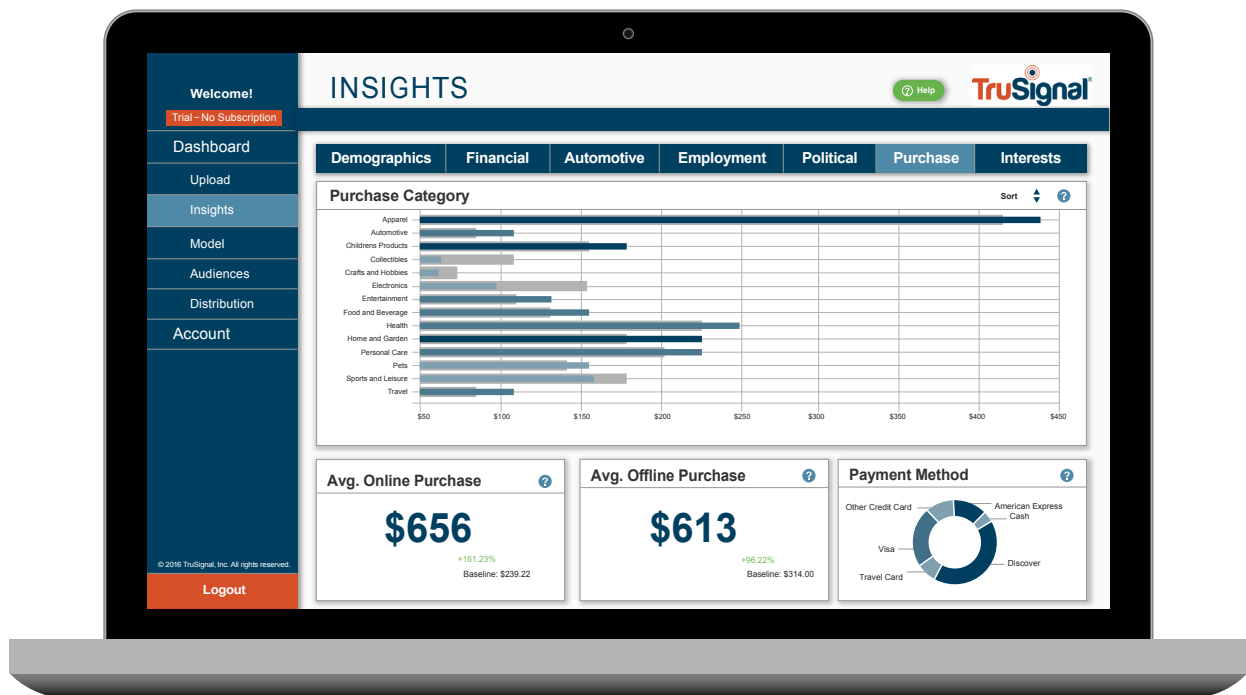 Welcome!
Trial – No Subscription
Dashboard
Upload
Insights
Model
Audiences
Distribution
Account
© 2016 TruSignal, Inc. All rights reserved.
Logout
INSIGHTS
? Help
TruSignal®
Demographics Financial Automotive Employment Political Purchase Interests
Purchase Category
Sort
?
Apparel
Automotive
Childrens Products
Collectibles
Crafts and Hobbies
Electronics
Entertainment
Food and Beverage
Health
Home and Garden
Personal Care
Pets
Sports and Leisure
Travel
$50 $100 $150 $200 $250 $300 $350 $400 $450
Avg. Online Purchase ?
$656
+161.23%
Baseline: $239.22
Avg. Offline Purchase ?
$613
+96.22%
Baseline: $314.00
Payment Method ?
Other Credit Card
American Express
Cash
Visa
Discover
Travel Card